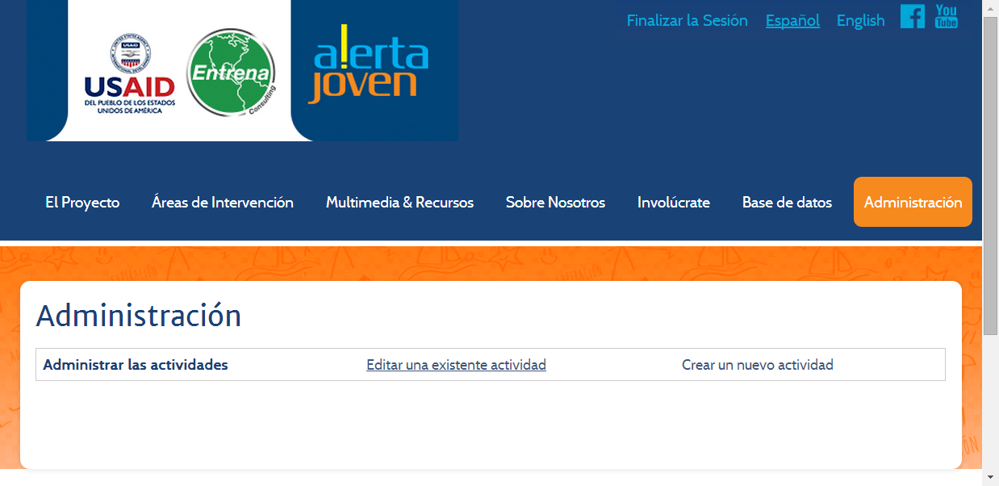 Finalizar la Sesión Español English You Tube
USAID
DEL PUEBLO DE LOS ESTADOS
UNIDOS DE AMÉRICA
Entrena
Consulting
alerta
joven
El Proyecto Áreas de Intervención Multimedia & Recursos Sobre Nosotros Involúcrate Base de datos Administración
Administración
Administrar las actividades Editar una existente actividad Crear un nuevo actividad